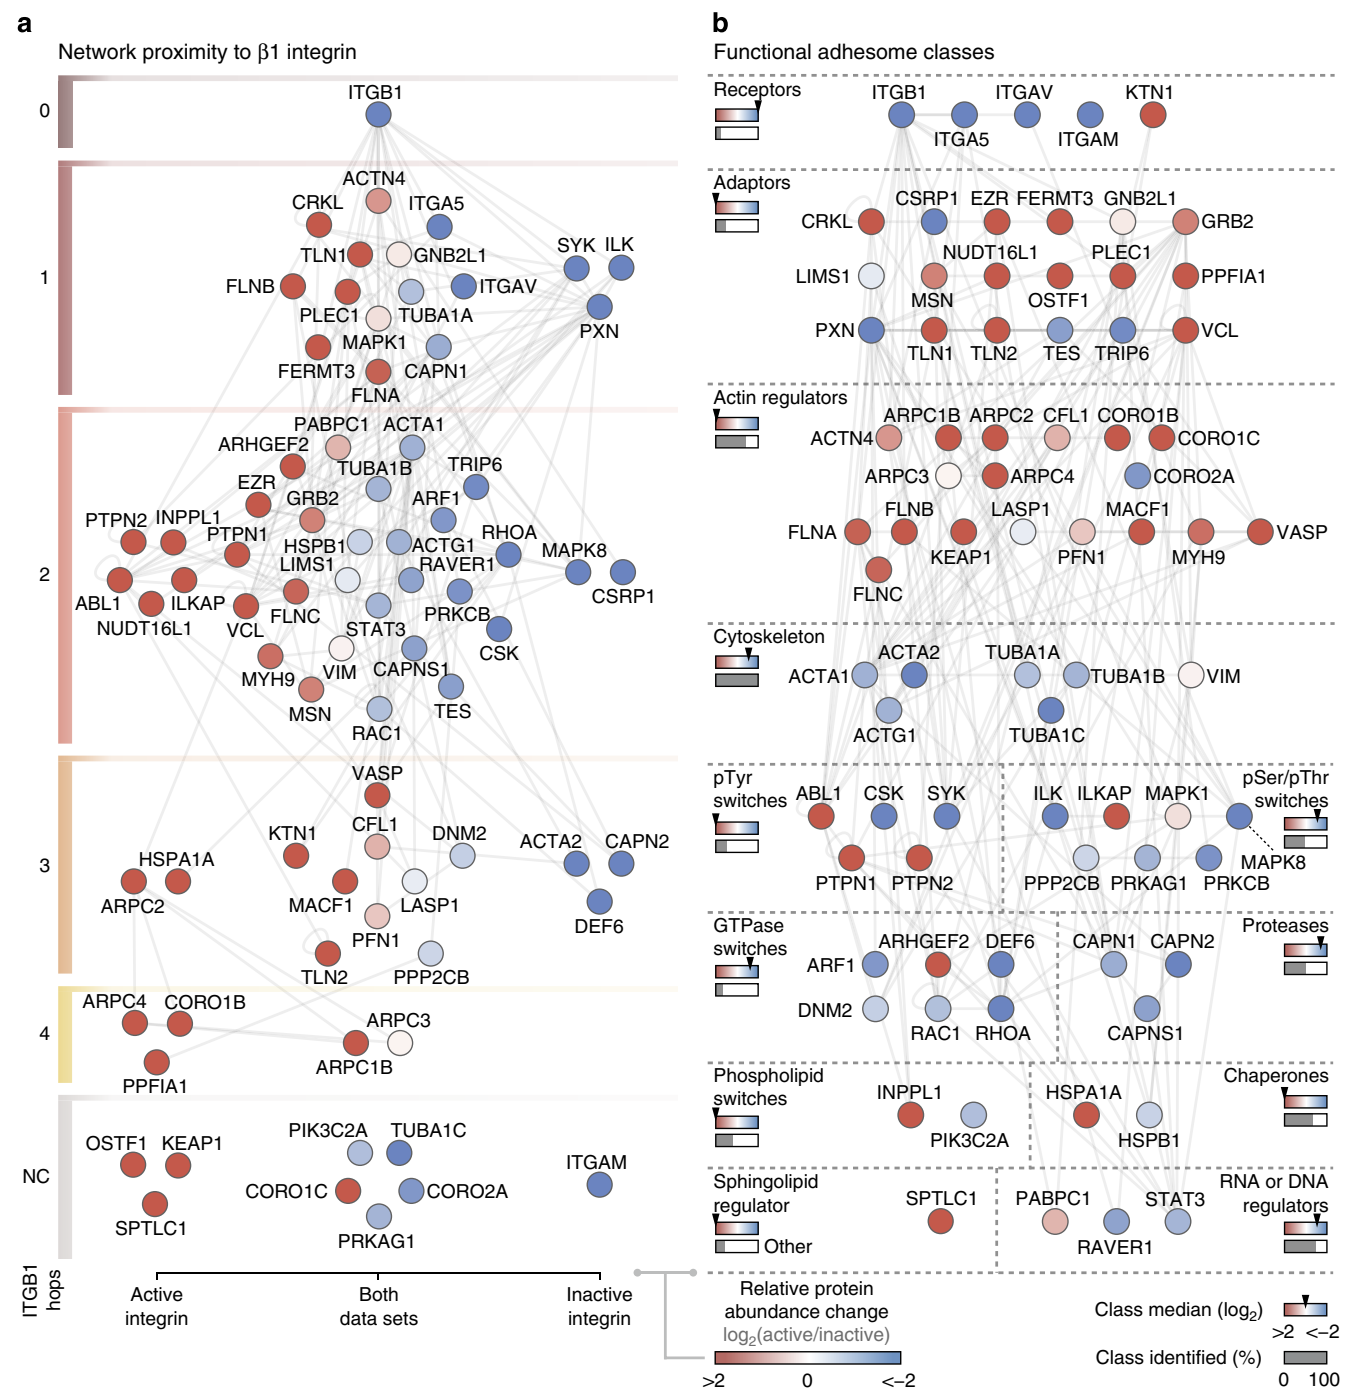 a
Network proximity to β1 integrin
0
ITGB1
1
ACTN4
CRKL
ITGA5
TLN1
GNB2L1
SYK
ILK
FLNB
ITGAV
PLEC1
TUBA1A
PXN
MAPK1
FERMT3
CAPN1
FLNA
2
PABPC1
ACTA1
ARHGEF2
TUBA1B
TRIP6
EZR
GRB2
ARF1
PTPN2
INPPL1
PTPN1
HSPB1
ACTG1
RHOA
MAPK8
LIMS1
RAVER1
ABL1
ILKAP
FLNC
PRKCB
CSRP1
NUDT16L1
VCL
STAT3
CSK
MYH9
VIM
CAPNS1
MSN
TES
RAC1
3
VASP
KTN1
CFL1
DNM2
ACTA2
CAPN2
HSPA1A
ARPC2
MACF1
LASP1
DEF6
PFN1
TLN2
PPP2CB
4
ARPC4
CORO1B
ARPC3
ARPC1B
PPFIA1
NC
OSTF1
KEAP1
PIK3C2A
TUBA1C
ITGAM
CORO1C
CORO2A
SPTLC1
PRKAG1
ITGB1
hops
Active
integrin
Both
data sets
Inactive
integrin
b
Functional adhesome classes
Receptors
ITGB1
ITGAV
KTN1
ITGA5
ITGAM
Adaptors
CSRP1
EZR
FERMT3
GNB2L1
CRKL
GRB2
NUDT16L1
PLEC1
LIMS1
PPFIA1
MSN
OSTF1
PXN
VCL
TLN1
TLN2
TES
TRIP6
Actin regulators
ARPC1B
ARPC2
CFL1
CORO1B
ACTN4
CORO1C
ARPC3
ARPC4
CORO2A
FLNB
LASP1
MACF1
FLNA
VASP
KEAP1
PFN1
MYH9
FLNC
Cytoskeleton
ACTA2
TUBA1A
ACTA1
TUBA1B
VIM
ACTG1
TUBA1C
pTyr
switches
ABL1
CSK
SYK
PTPN1
PTPN2
pSer/pThr
switches
ILK
ILKAP
MAPK1
MAPK8
PPP2CB
PRKAG1
PRKCB
GTPase
switches
ARHGEF2
DEF6
ARF1
DNM2
RAC1
RHOA
Proteases
CAPN1
CAPN2
CAPNS1
Phospholipid
switches
INPPL1
PIK3C2A
Chaperones
HSPA1A
HSPB1
Sphingolipid
regulator
SPTLC1
Other
RNA or DNA
regulators
PABPC1
STAT3
RAVER1
Relative protein
abundance change
log2(active/inactive)
>2 0 <−2
Class median (log2)
>2 <−2
Class identified (%)
0 100